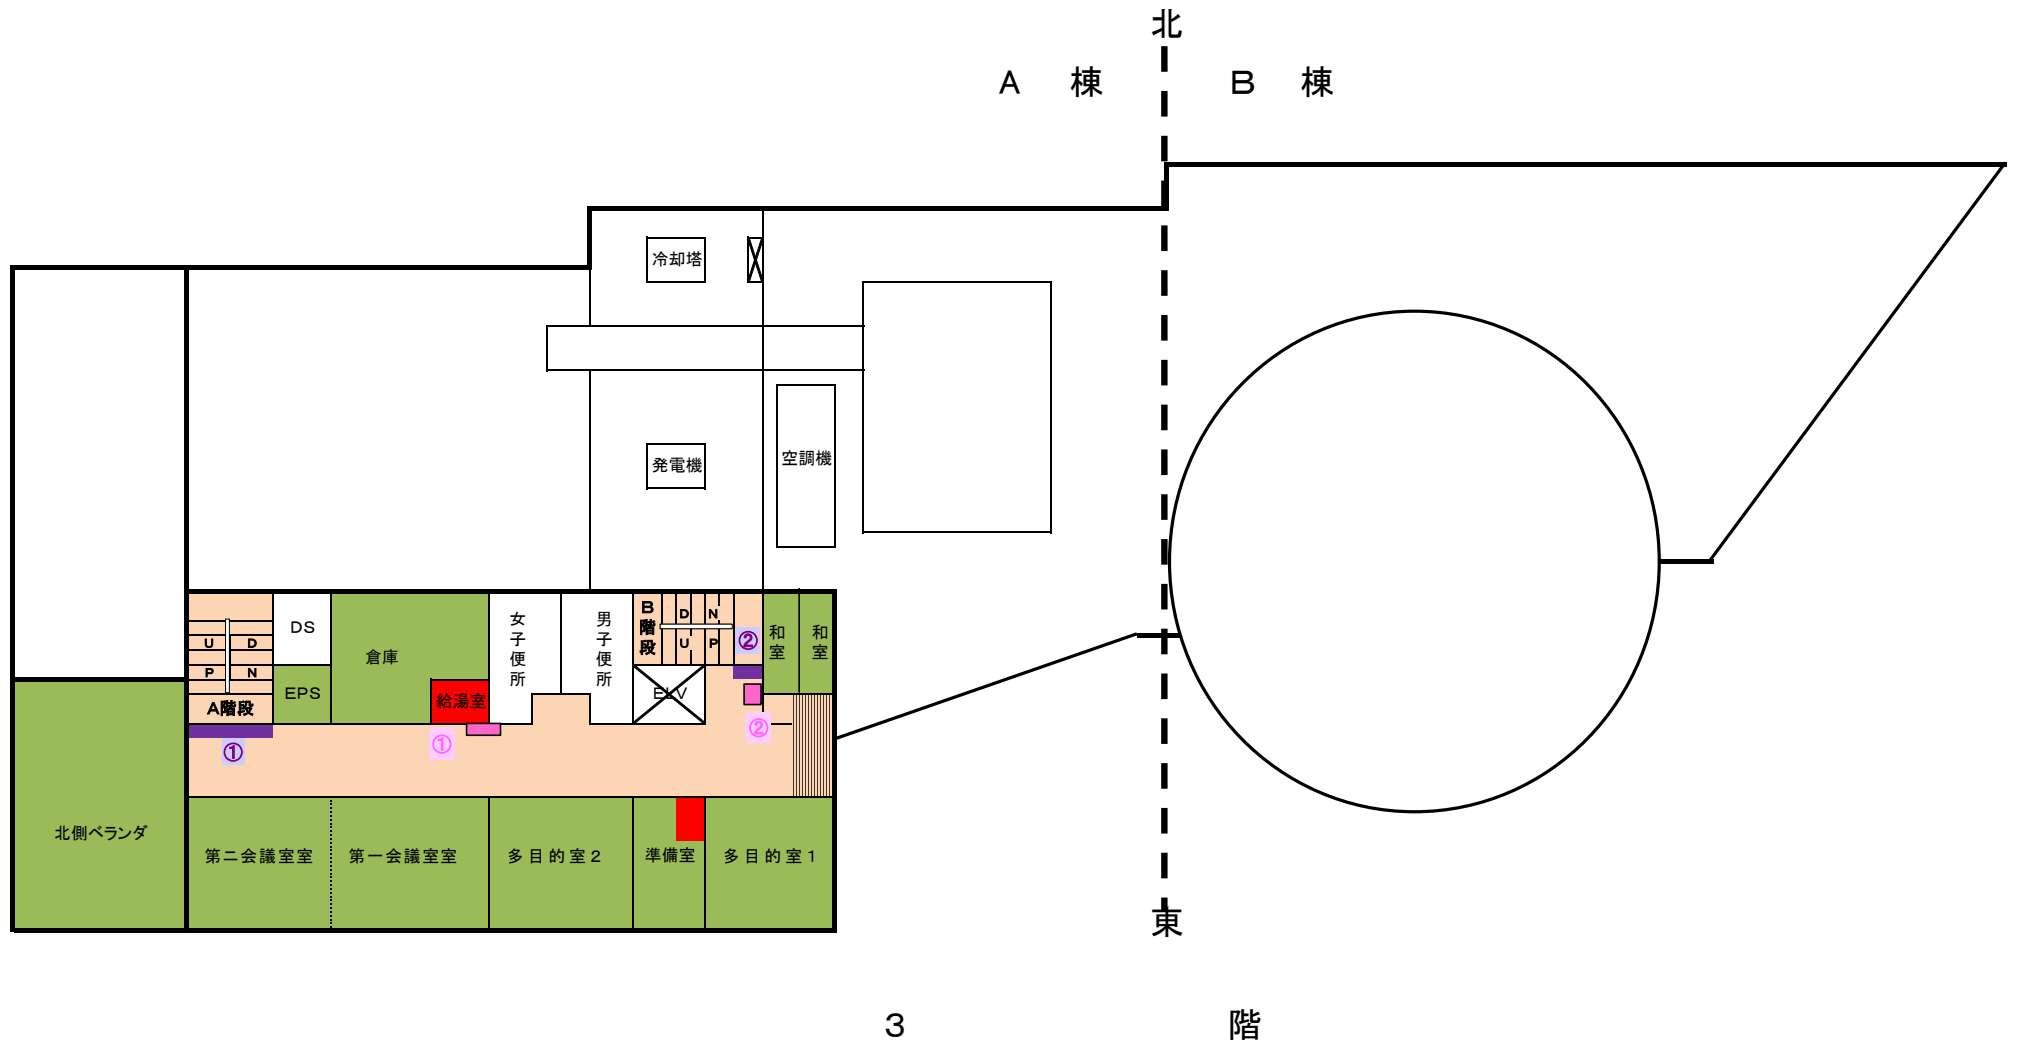 北
Ａ　棟
Ｂ　棟
冷却塔
発電機
空調機
DS
EPS
倉庫
給湯室
女子便所
男子便所
B階段
D N
U P
ELV
②
②
和室
和室
U D
P N
A階段
①
①
北側ベランダ
第二会議室室
第一会議室室
多目的室２
準備室
多目的室１
東
３　階